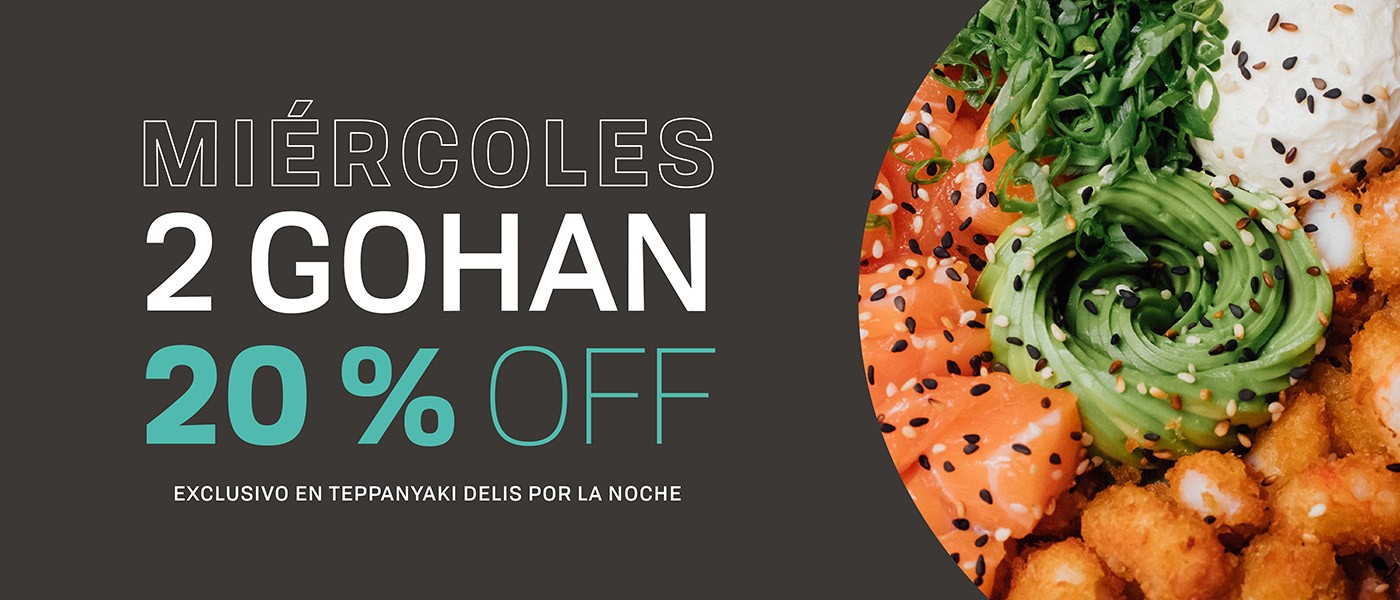 MIÉRCOLES
2 GOHAN
20 % OFF
EXCLUSIVO EN TEPPANYAKI DELIS POR LA NOCHE